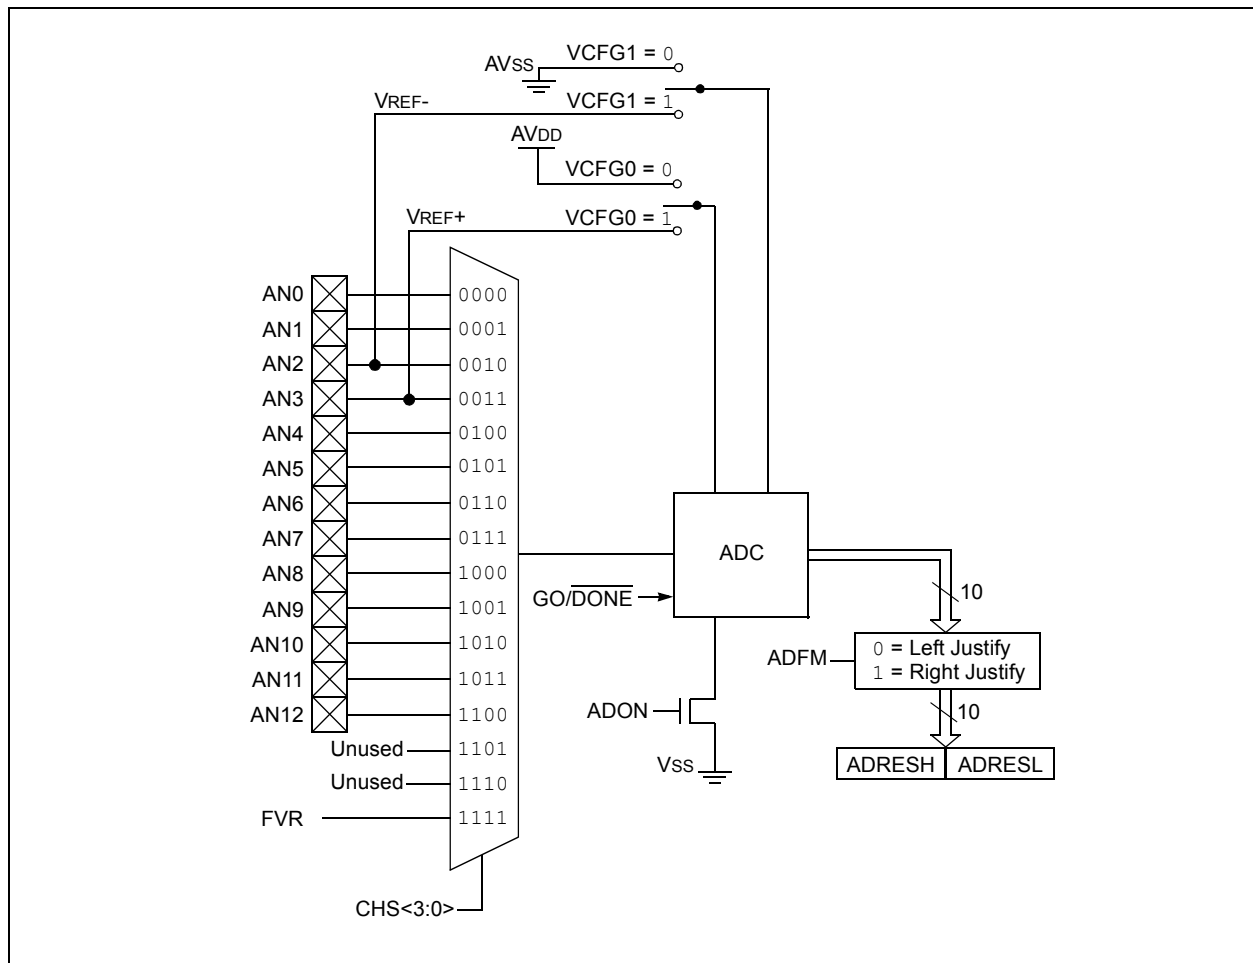 AVSS
VCFG1 = 0
VREF-
VCFG1 = 1
AVDD
VCFG0 = 0
VREF+
VCFG0 = 1
AN0
0000
AN1
0001
AN2
0010
AN3
0011
AN4
0100
AN5
0101
AN6
0110
AN7
0111
AN8
1000
AN9
1001
AN10
1010
AN11
1011
AN12
1100
Unused
1101
Unused
1110
FVR
1111
CHS<3:0>
ADC
GO/DONE
10
ADFM
0 = Left Justify
1 = Right Justify
10
ADON
VSS
ADRESH
ADRESL